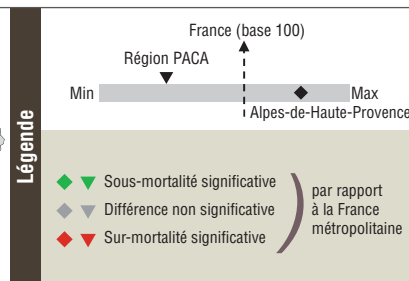 Légende
France (base 100)
Région PACA
Min
Max
Alpes-de-Haute-Provence
Sous-mortalité significative
Différence non significative
Sur-mortalité significative
par rapport
à la France
métropolitaine